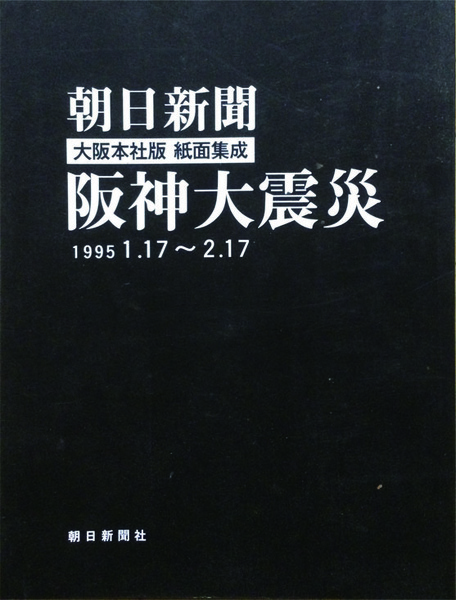 朝日新聞
大阪本社版 紙面集成
阪神大震災
1995 1.17～2.17
朝日新聞社